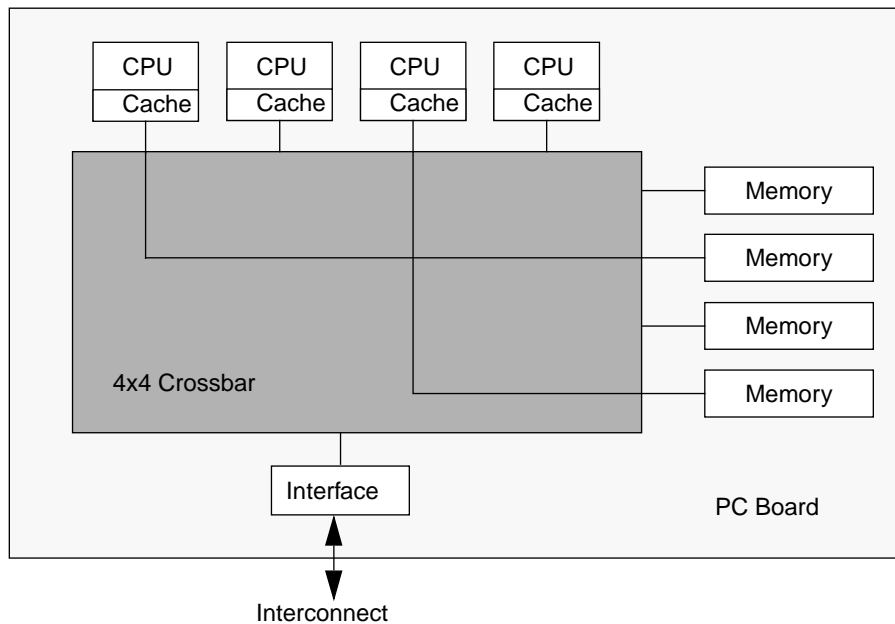 CPU CPU CPU CPU
Cache Cache Cache Cache
Memory
Memory
Memory
4x4 Crossbar
Memory
Interface
PC Board
Interconnect